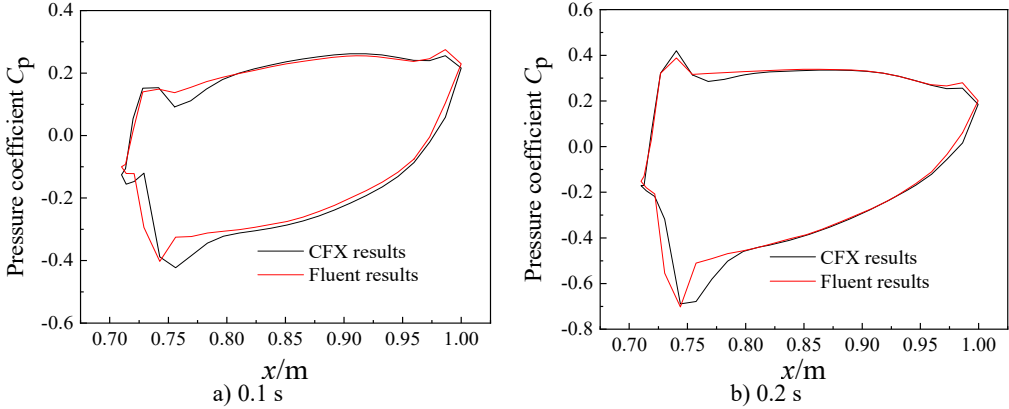 Pressure coefficient Cp
0.4
0.2
0.0
-0.2
-0.4
-0.6
CFX results
Fluent results
0.70 0.75 0.80 0.85 0.90 0.95 1.00
x/m
a) 0.1 s
Pressure coefficient Cp
0.6
0.4
0.2
0.0
-0.2
-0.4
-0.6
-0.8
CFX results
Fluent results
0.70 0.75 0.80 0.85 0.90 0.95 1.00
x/m
b) 0.2 s